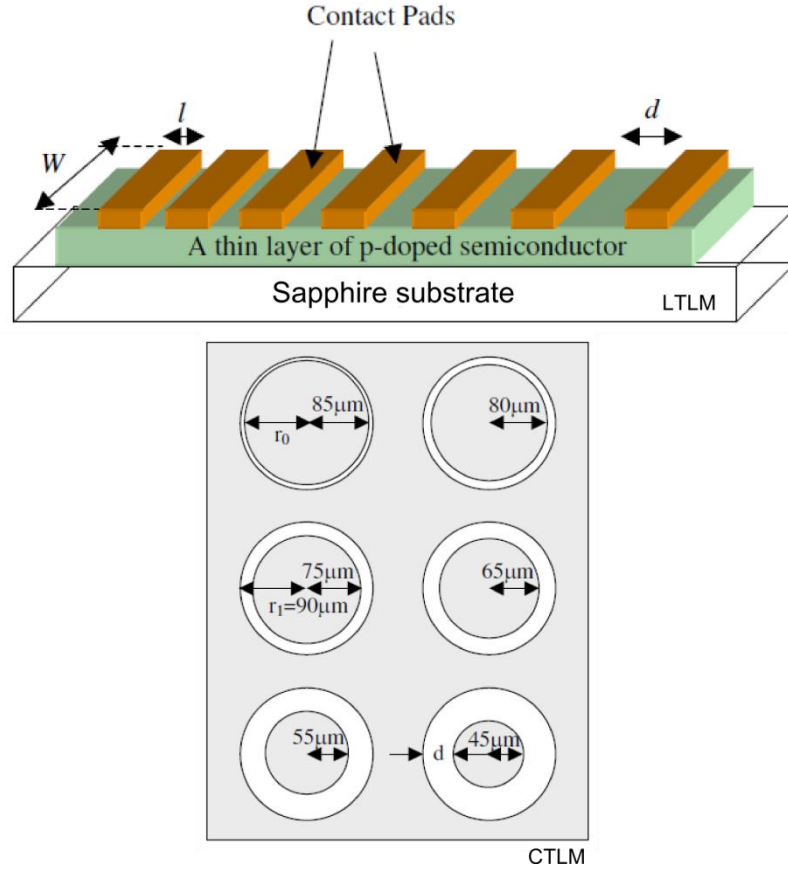 Contact Pads
l
d
W
A thin layer of p-doped semiconductor
Sapphire substrate
LTLM
85μm
80μm
r₀
75μm
65μm
r₁=90μm
55μm
d
45μm
CTLM